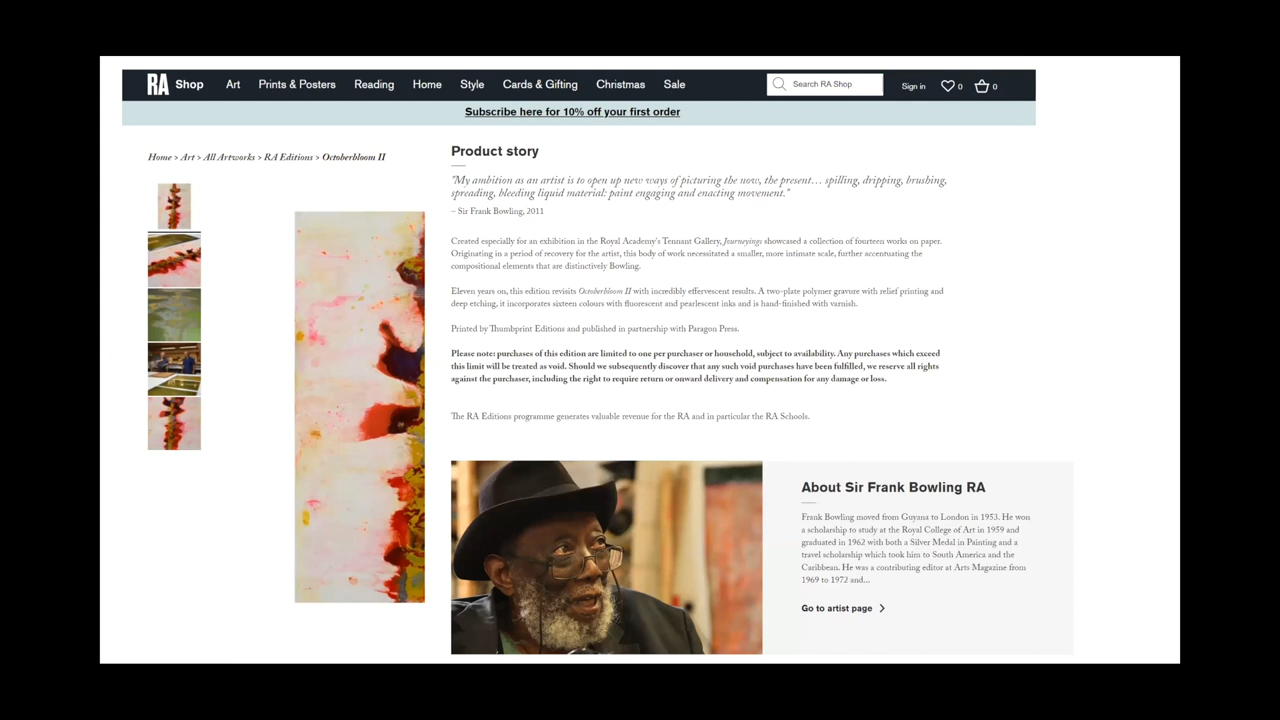 RA Shop Art Prints & Posters Reading Home Style Cards & Gifting Christmas Sale Search RA Shop Sign in 0 0
Subscribe here for 10% off your first order
Home > Art > All Artworks > RA Editions > Octoberbloom II
Product story
"My ambition as an artist is to open up new ways of picturing the now, the present… spilling, dripping, brushing,
spreading, bleeding liquid material: paint engaging and enacting movement."
– Sir Frank Bowling, 2011
Created especially for an exhibition in the Royal Academy's Tennant Gallery, Journeyings showcased a collection of fourteen works on paper.
Originating in a period of recovery for the artist, this body of work necessitated a smaller, more intimate scale, further accentuating the
compositional elements that are distinctively Bowling.
Eleven years on, this edition revisits Octoberbloom II with incredibly effervescent results. A two-plate polymer gravure with relief printing and
deep etching, it incorporates sixteen colours with fluorescent and pearlescent inks and is hand-finished with varnish.
Printed by Thumbprint Editions and published in partnership with Paragon Press.
Please note: purchases of this edition are limited to one per purchaser or household, subject to availability. Any purchases which exceed
this limit will be treated as void. Should we subsequently discover that any such void purchases have been fulfilled, we reserve all rights
against the purchaser, including the right to require return or onward delivery and compensation for any damage or loss.
The RA Editions programme generates valuable revenue for the RA and in particular the RA Schools.
About Sir Frank Bowling RA
Frank Bowling moved from Guyana to London in 1953. He won
a scholarship to study at the Royal College of Art in 1959 and
graduated in 1962 with both a Silver Medal in Painting and a
travel scholarship which took him to South America and the
Caribbean. He was a contributing editor at Arts Magazine from
1969 to 1972 and...
Go to artist page